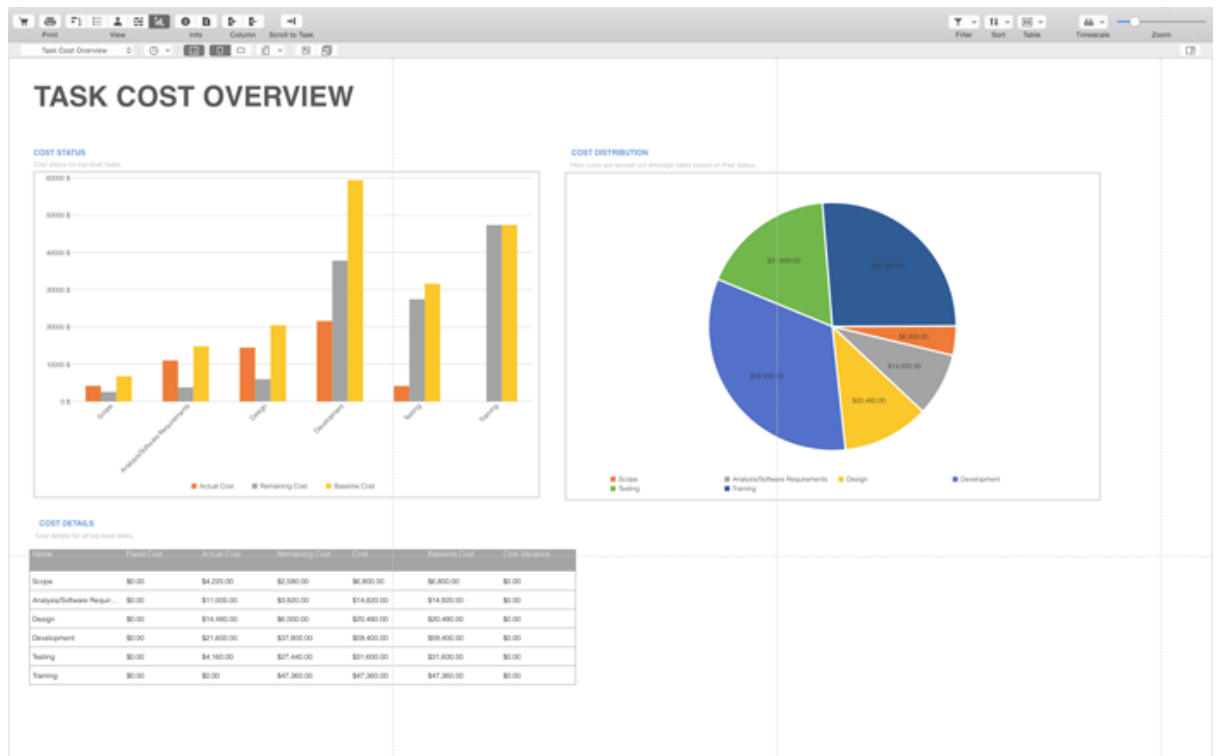 Print
View
Info
Column
Scroll to Task
Filter
Sort
Table
Timescale
Zoom
Task Cost Overview
TASK COST OVERVIEW
COST STATUS
Cost status for top-level tasks.
60000 $
50000 $
40000 $
30000 $
20000 $
10000 $
0 $
Scope
Analysis/Software Requirements
Design
Development
Testing
Training
Actual Cost Remaining Cost Baseline Cost
COST DISTRIBUTION
How costs are spread out amongst tasks based on their status.
$31,600.00
$47,360.00
$6,800.00
$14,820.00
$59,400.00
$20,480.00
Scope Analysis/Software Requirements Design Development
Testing Training
COST DETAILS
Cost details for all top-level tasks.
Name Fixed Cost Actual Cost Remaining Cost Cost Baseline Cost Cost Variance
Scope $0.00 $4,220.00 $2,580.00 $6,800.00 $6,800.00 $0.00
Analysis/Software Requir... $0.00 $11,000.00 $3,820.00 $14,820.00 $14,820.00 $0.00
Design $0.00 $14,480.00 $6,000.00 $20,480.00 $20,480.00 $0.00
Development $0.00 $21,600.00 $37,800.00 $59,400.00 $59,400.00 $0.00
Testing $0.00 $4,160.00 $27,440.00 $31,600.00 $31,600.00 $0.00
Training $0.00 $0.00 $47,360.00 $47,360.00 $47,360.00 $0.00